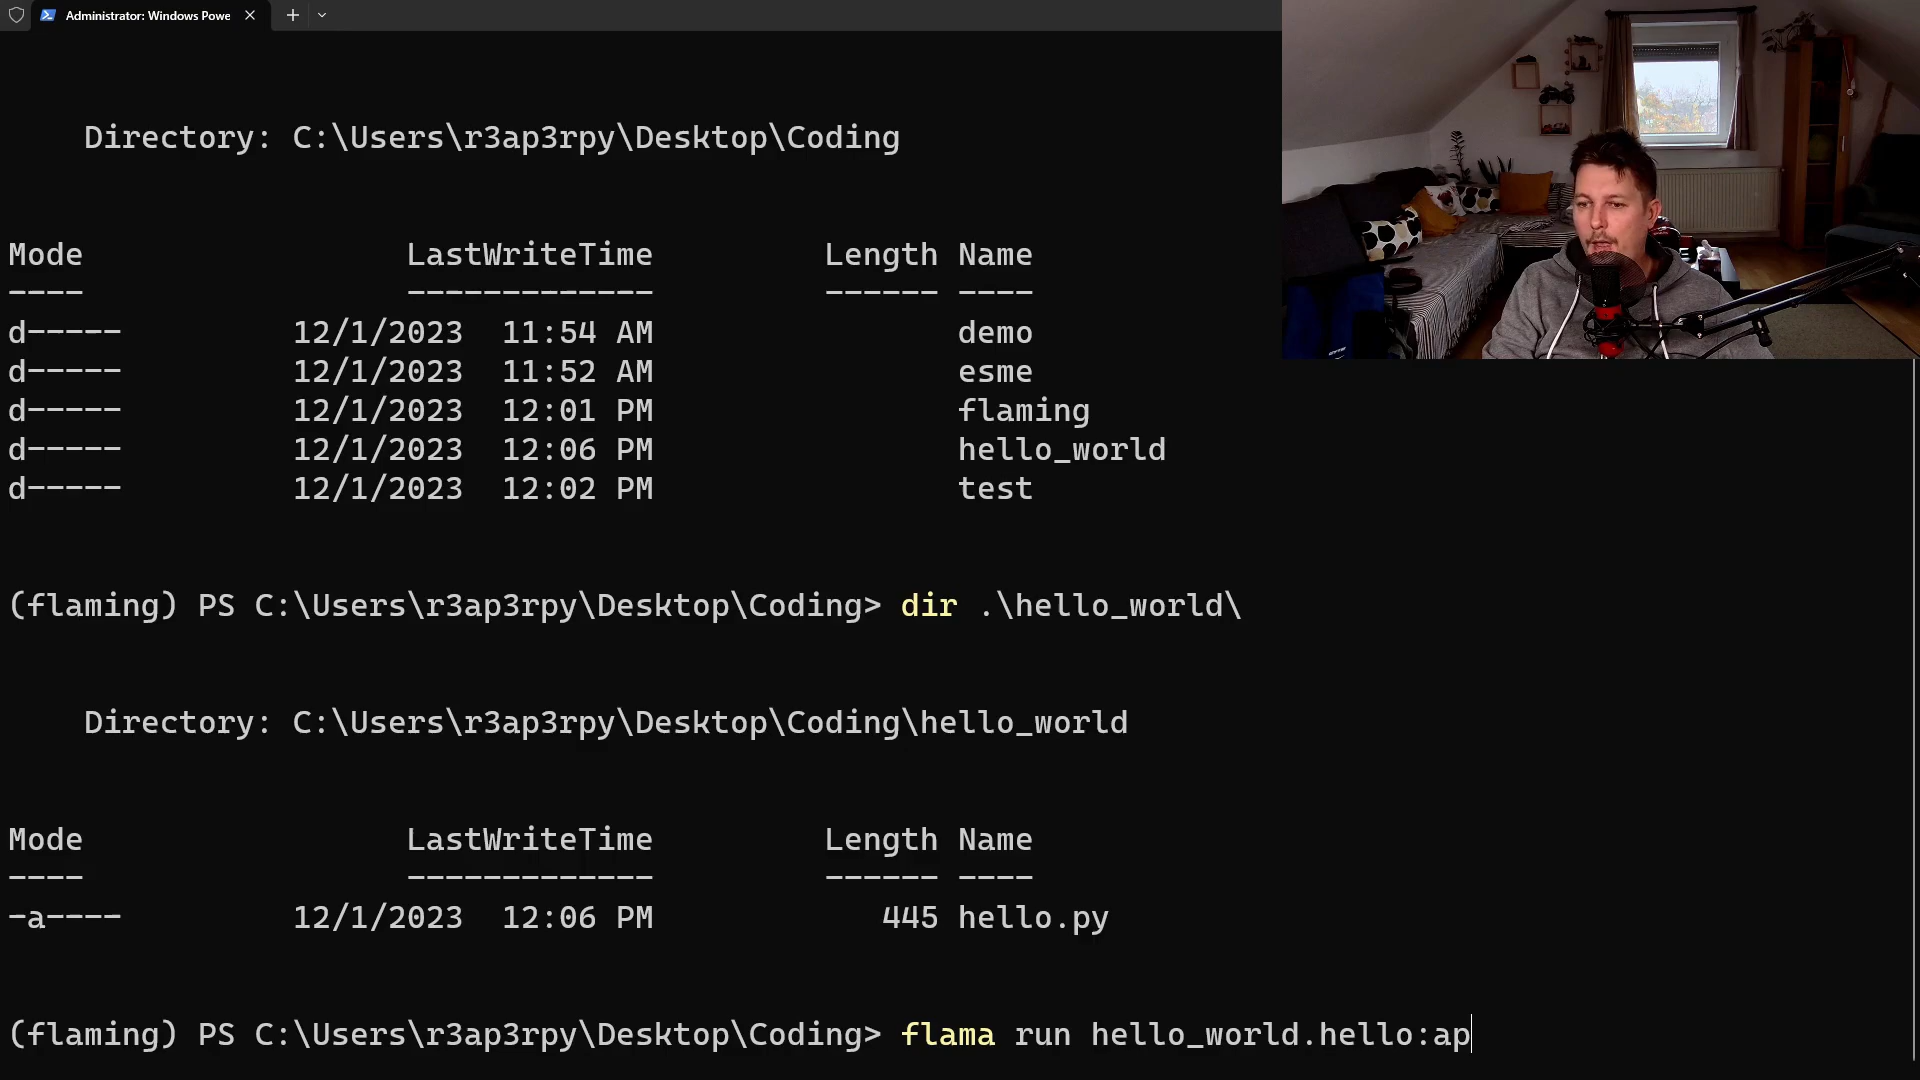 Administrator: Windows Powe
Directory: C:\Users\r3ap3rpy\Desktop\Coding
Mode LastWriteTime Length Name
---- ------------- ------ ----
d----- 12/1/2023 11:54 AM demo
d----- 12/1/2023 11:52 AM esme
d----- 12/1/2023 12:01 PM flaming
d----- 12/1/2023 12:06 PM hello_world
d----- 12/1/2023 12:02 PM test
(flaming) PS C:\Users\r3ap3rpy\Desktop\Coding> dir .\hello_world\
Directory: C:\Users\r3ap3rpy\Desktop\Coding\hello_world
Mode LastWriteTime Length Name
---- ------------- ------ ----
-a---- 12/1/2023 12:06 PM 445 hello.py
(flaming) PS C:\Users\r3ap3rpy\Desktop\Coding> flama run hello_world.hello:ap